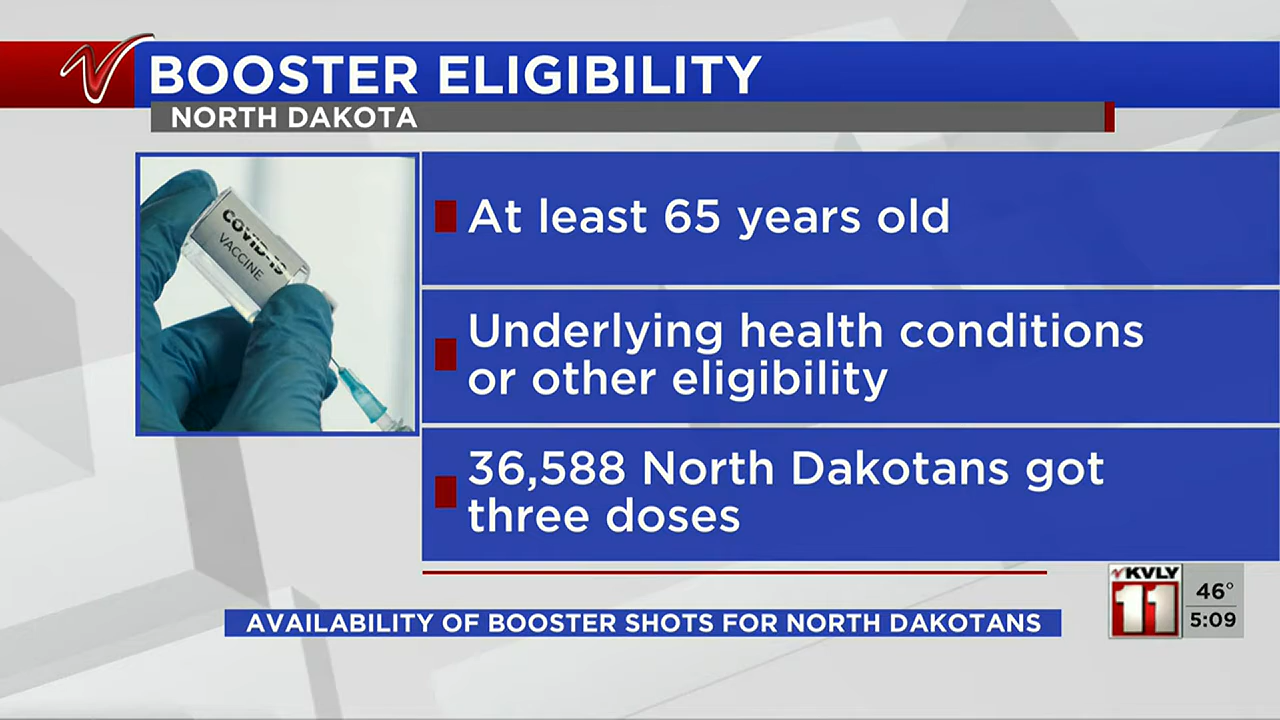 BOOSTER ELIGIBILITY
NORTH DAKOTA
COVID-19
VACCINE
At least 65 years old
Underlying health conditions
or other eligibility
36,588 North Dakotans got
three doses
AVAILABILITY OF BOOSTER SHOTS FOR NORTH DAKOTANS
KVLY
11
46°
5:09